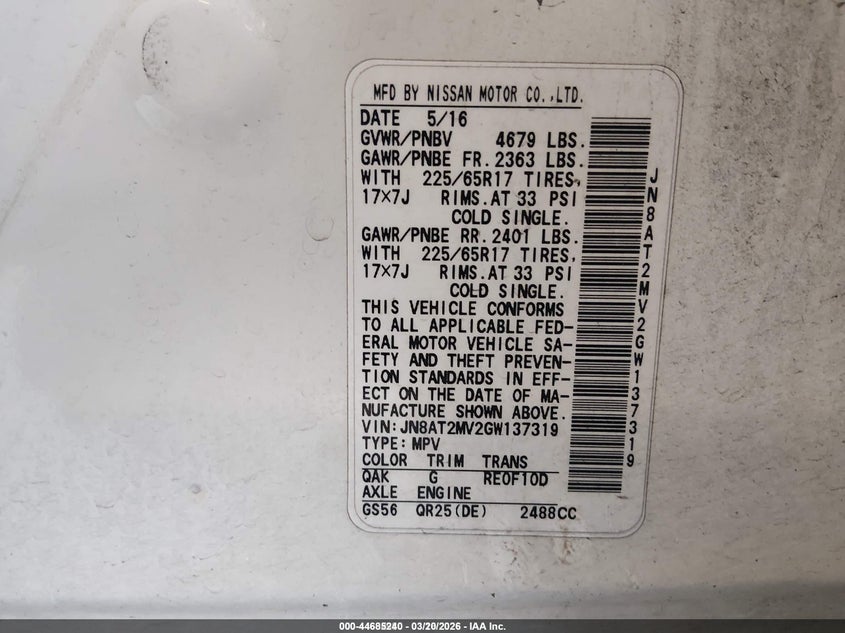 MFD BY NISSAN MOTOR CO.,LTD.
DATE 5/16
GVWR/PNBV 4679 LBS.
GAWR/PNBE FR. 2363 LBS.
WITH 225/65R17 TIRES,
17×7J RIMS.AT 33 PSI
COLD SINGLE.
GAWR/PNBE RR. 2401 LBS.
WITH 225/65R17 TIRES,
17×7J RIMS.AT 33 PSI
COLD SINGLE.
THIS VEHICLE CONFORMS
TO ALL APPLICABLE FED-
ERAL MOTOR VEHICLE SA-
FETY AND THEFT PREVEN-
TION STANDARDS IN EFF-
ECT ON THE DATE OF MA-
NUFACTURE SHOWN ABOVE.
VIN: JN8AT2MV2GW137319
TYPE: MPV
COLOR TRIM TRANS
QAK G RE0F10D
AXLE ENGINE
GS56 QR25(DE) 2488CC
JN8AT2MV2GW137319
000-44685240 - 03/20/2026 - IAA Inc.